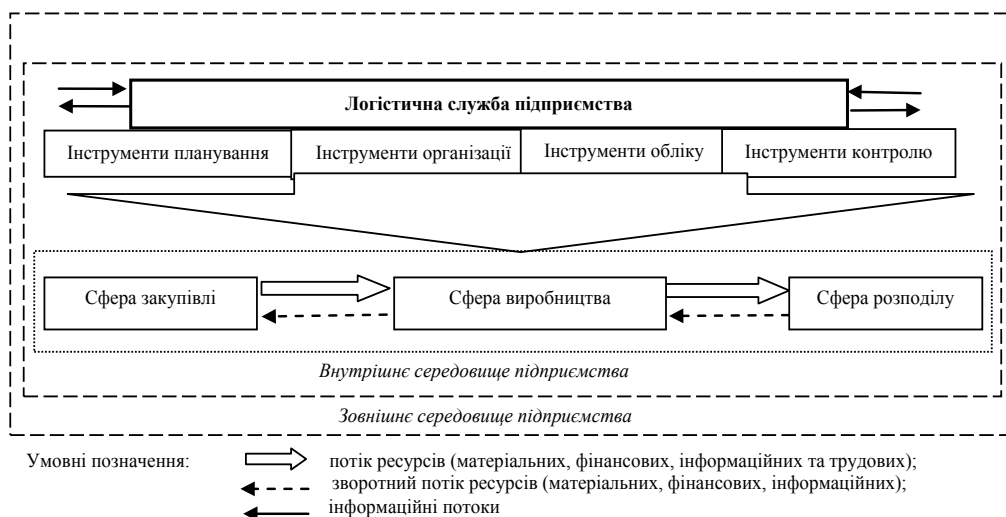 Логістична служба підприємства
Інструменти планування
Інструменти організації
Інструменти обліку
Інструменти контролю
Сфера закупівлі
Сфера виробництва
Сфера розподілу
Внутрішнє середовище підприємства
Зовнішнє середовище підприємства
Умовні позначення:
потік ресурсів (матеріальних, фінансових, інформаційних та трудових);
зворотний потік ресурсів (матеріальних, фінансових, інформаційних);
інформаційні потоки